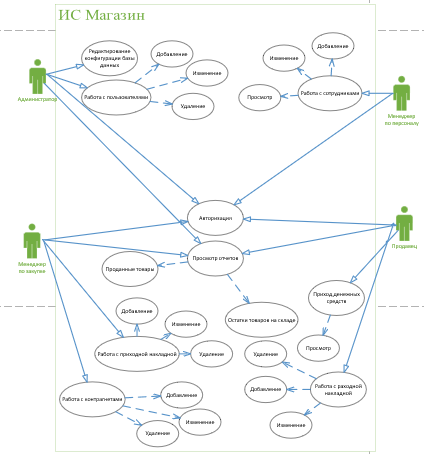 ИС Магазин
Редактирование
конфигурации базы
данных
Добавление
Изменение
Удаление
Работа с пользователями
Администратор
Добавление
Изменение
Просмотр
Работа с сотрудниками
Менеджер
по персоналу
Авторизация
Просмотр отчетов
Менеджер
по закупке
Продавец
Проданные товары
Остатки товаров на складе
Приход денежных
средств
Просмотр
Добавление
Изменение
Работа с приходной накладной
Удаление
Удаление
Добавление
Работа с раходной
накладной
Изменение
Работа с контрагнетами
Добавление
Изменение
Удаление